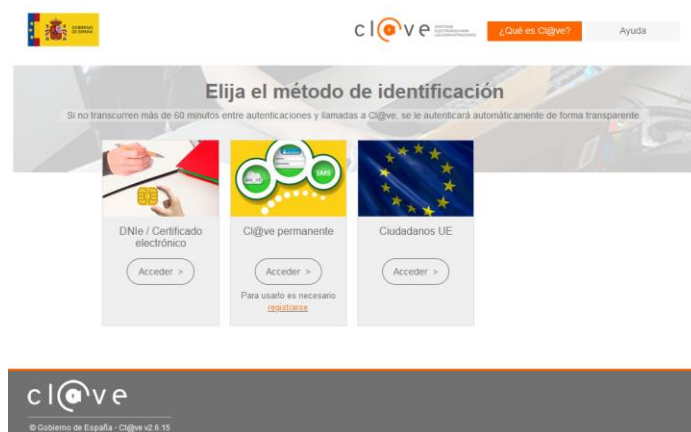 GOBIERNO
DE ESPAÑA
cl@ve
¿Qué es Cl@ve?
Ayuda
Elija el método de identificación
Si no transcurren más de 60 minutos entre autenticaciones y llamadas a Cl@ve, se le autenticará automáticamente de forma transparente.
SMS
DNIe / Certificado
electrónico
Acceder >
Cl@ve permanente
Acceder >
Para usarlo es necesario
registrarse
Ciudadanos UE
Acceder >
cl@ve
© Gobierno de España - Cl@ve v2.6.15